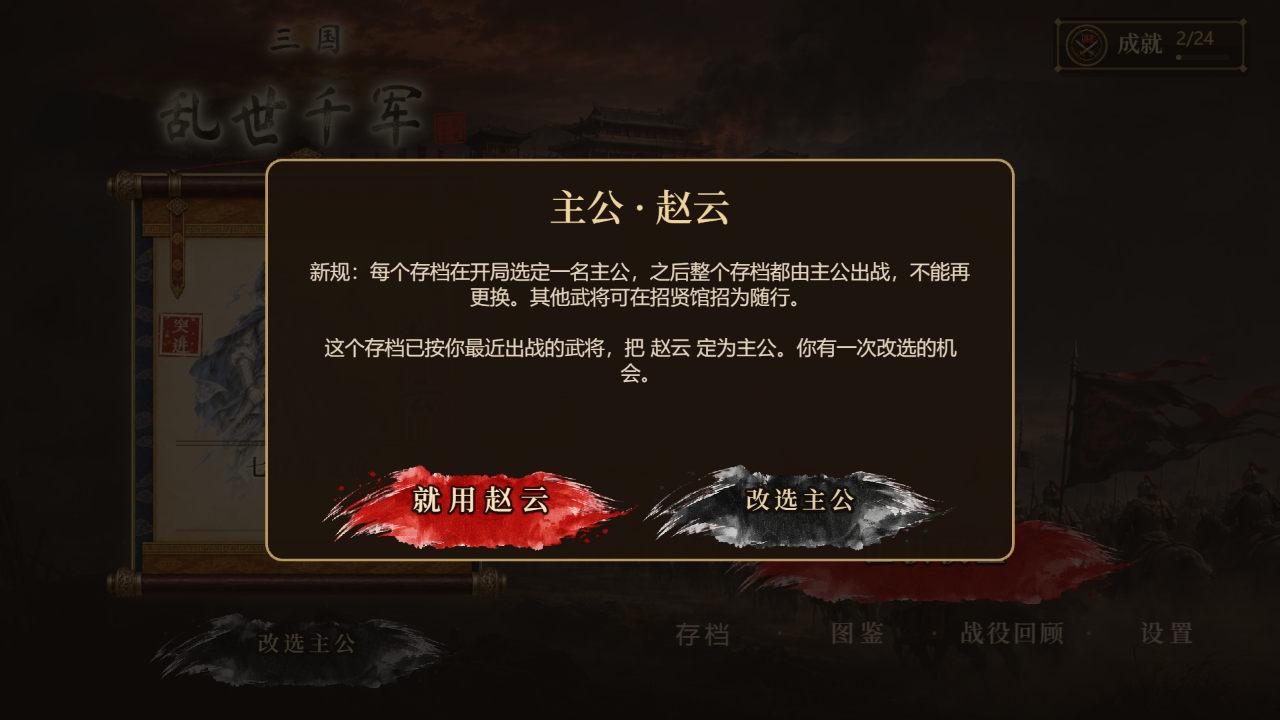 三国
乱世千军
成就 2/24
主公·赵云
新规：每个存档在开局选定一名主公，之后整个存档都由主公出战，不能再
更换。其他武将可在招贤馆招为随行。
这个存档已按你最近出战的武将，把 赵云 定为主公。你有一次改选的机
会。
突进
七
就用赵云
改选主公
改选主公
存档 · 图鉴 · 战役回顾 · 设置